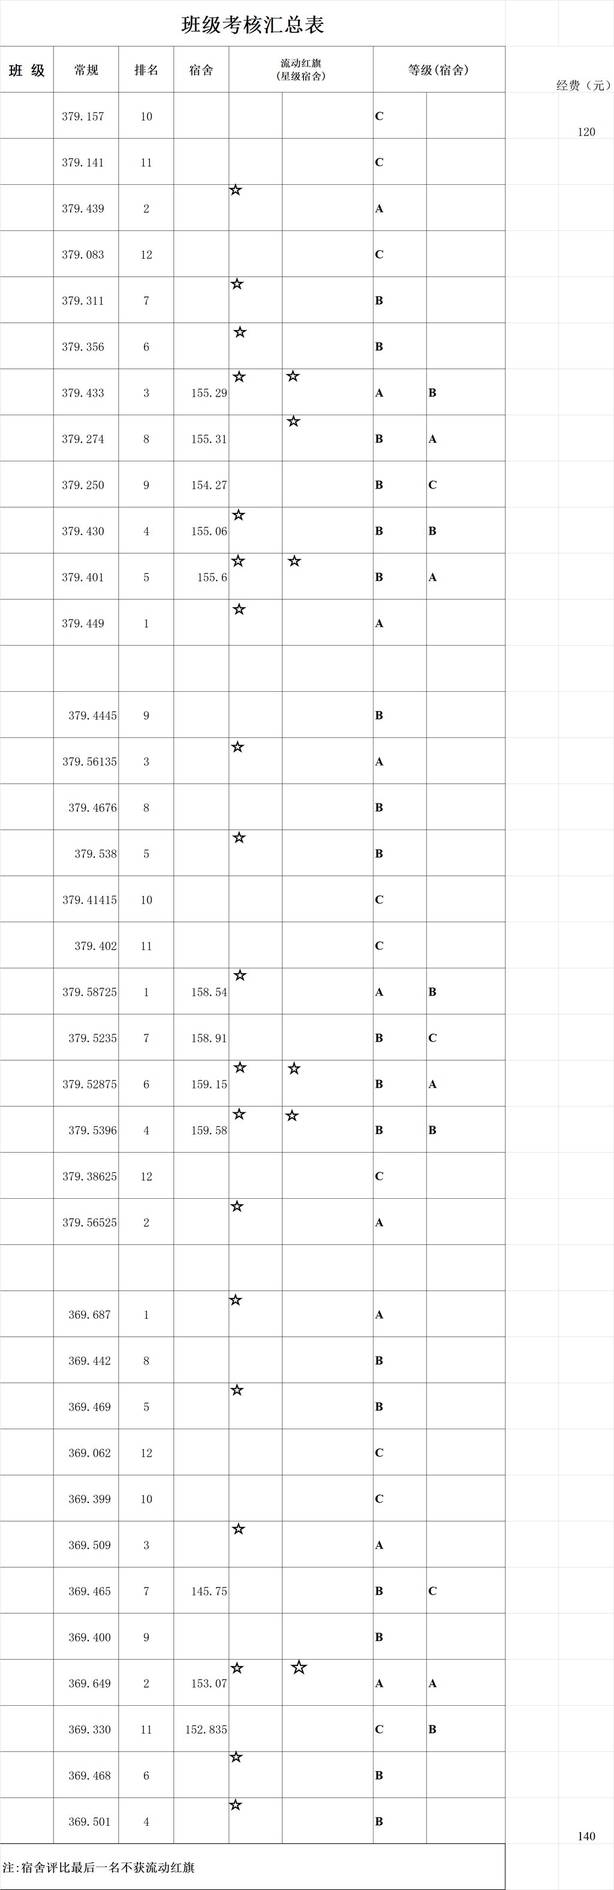 班级考核汇总表
班 级 常规 排名 宿舍 流动红旗 (星级宿舍) 等级(宿舍) 经费（元）
379.157 10 C 120
379.141 11 C
☆ 379.439 2 A
379.083 12 C
379.311 7 ☆ B
379.356 6 ☆ B
379.433 3 155.29 ☆ ☆ A B
379.274 8 155.31 ☆ B A
379.250 9 154.27 B C
379.430 4 155.06 ☆ B B
379.401 5 155.6 ☆ ☆ B A
379.449 1 ☆ A
379.4445 9 B
379.56135 3 ☆ A
379.4676 8 B
379.538 5 ☆ B
379.41415 10 C
379.402 11 C
379.58725 1 158.54 ☆ A B
379.5235 7 158.91 B C
379.52875 6 159.15 ☆ ☆ B A
379.5396 4 159.58 ☆ ☆ B B
379.38625 12 C
379.56525 2 ☆ A
369.687 1 ☆ A
369.442 8 B
369.469 5 ☆ B
369.062 12 C
369.399 10 C
369.509 3 ☆ A
369.465 7 145.75 B C
369.400 9 B
369.649 2 153.07 ☆ ☆ A A
369.330 11 152.835 C B
369.468 6 ☆ B
369.501 4 ☆ B 140
注:宿舍评比最后一名不获流动红旗